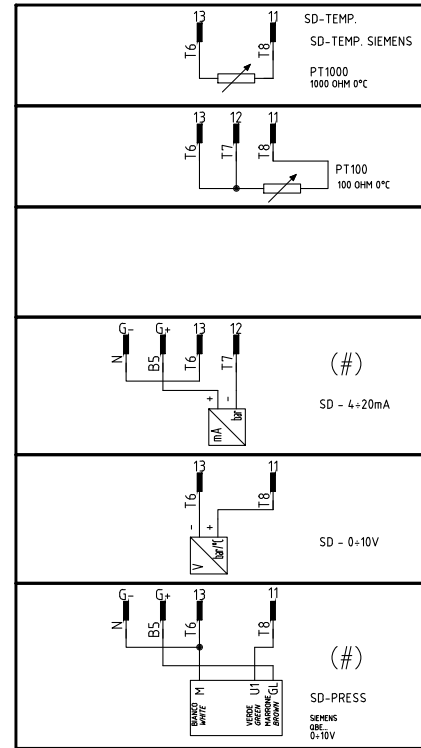 13 11 SD-TEMP.
SD-TEMP. SIEMENS
T6 T8
PT1000
1000 OHM 0°C
13 12 11
T6 T7 T8
PT100
100 OHM 0°C
G- G+ 13 12
N B5 T6 T7
(#)
+ -
SD - 4÷20mA
mA bar
13 11
T6 T8
- +
SD - 0÷10V
V bar/°C
G- G+ 13 11
N B5 T6 T8
(#)
M U1 GL
SD-PRESS
BIANCO VERDE MARRONE
WHITE GREEN BROWN
SIEMENS
QBE...
0÷10V